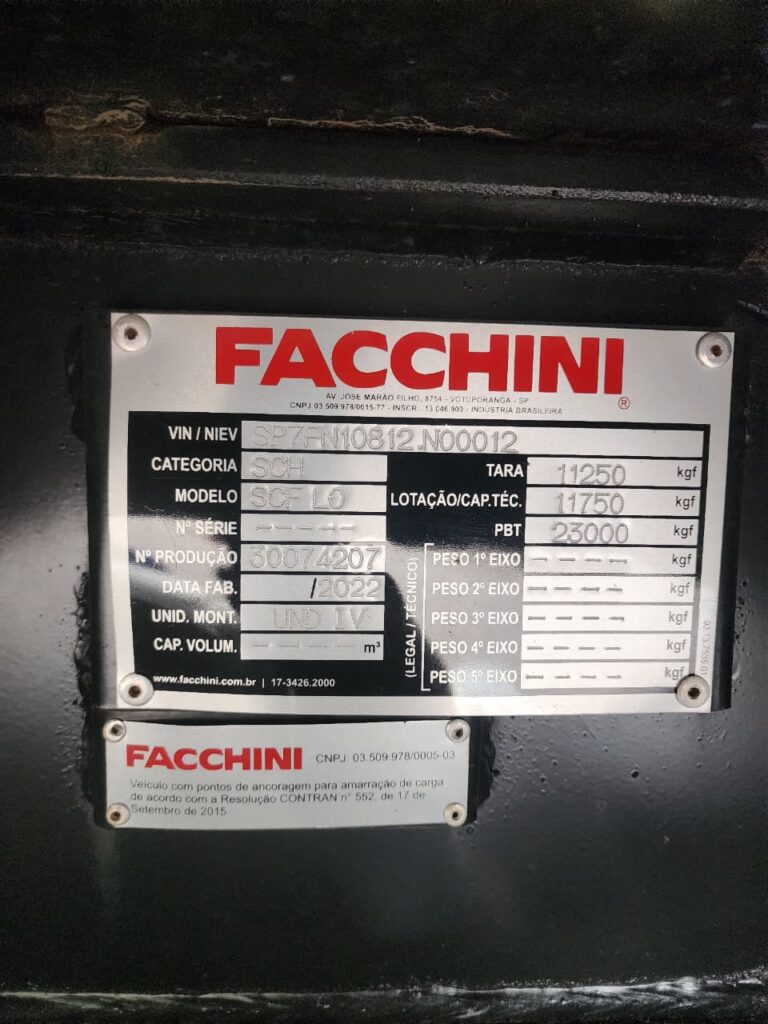 FACCHINI
®
AV. JOSE MARÃO FILHO, 8754 - VOTUPORANGA - SP
CNPJ 03.509.978/0015-77 - INSCR. 13.046.900 - INDUSTRIA BRASILEIRA
VIN / NIEV
CATEGORIA SCH
MODELO SCF LO
Nº SÉRIE - - - - -
Nº PRODUÇÃO 30074207
DATA FAB. /2022
UNID. MONT. UND IV
CAP. VOLUM. - - - - m³
TARA 11250 kgf
LOTAÇÃO/CAP.TÉC. 11750 kgf
PBT 23000 kgf
(LEGAL / TÉCNICO)
PESO 1º EIXO - - - - kgf
PESO 2º EIXO - - - - kgf
PESO 3º EIXO - - - - kgf
PESO 4º EIXO - - - - kgf
PESO 5º EIXO - - - - kgf
www.facchini.com.br | 17-3426.2000
FACCHINI CNPJ: 03.509.978/0005-03
Veículo com pontos de ancoragem para amarração de carga
de acordo com a Resolução CONTRAN n° 552, de 17 de
Setembro de 2015